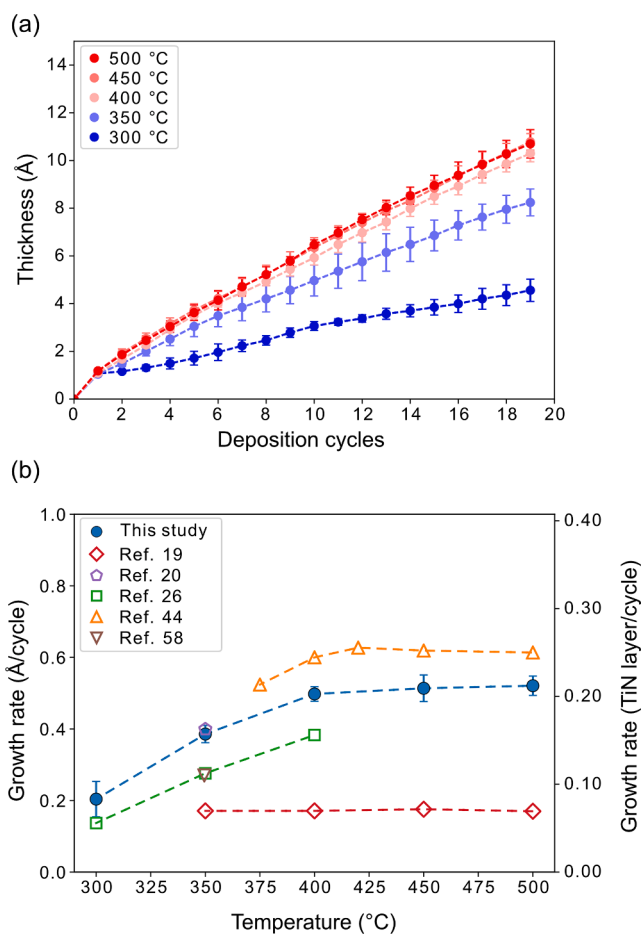 (a)
14
12
10
8
6
4
2
0
Thickness (Å)
500 °C
450 °C
400 °C
350 °C
300 °C
0 2 4 6 8 10 12 14 16 18 20
Deposition cycles
(b)
1.0
0.8
0.6
0.4
0.2
0.0
Growth rate (Å/cycle)
This study
Ref. 19
Ref. 20
Ref. 26
Ref. 44
Ref. 58
0.40
0.30
0.20
0.10
0.00
Growth rate (TiN layer/cycle)
300 325 350 375 400 425 450 475 500
Temperature (°C)